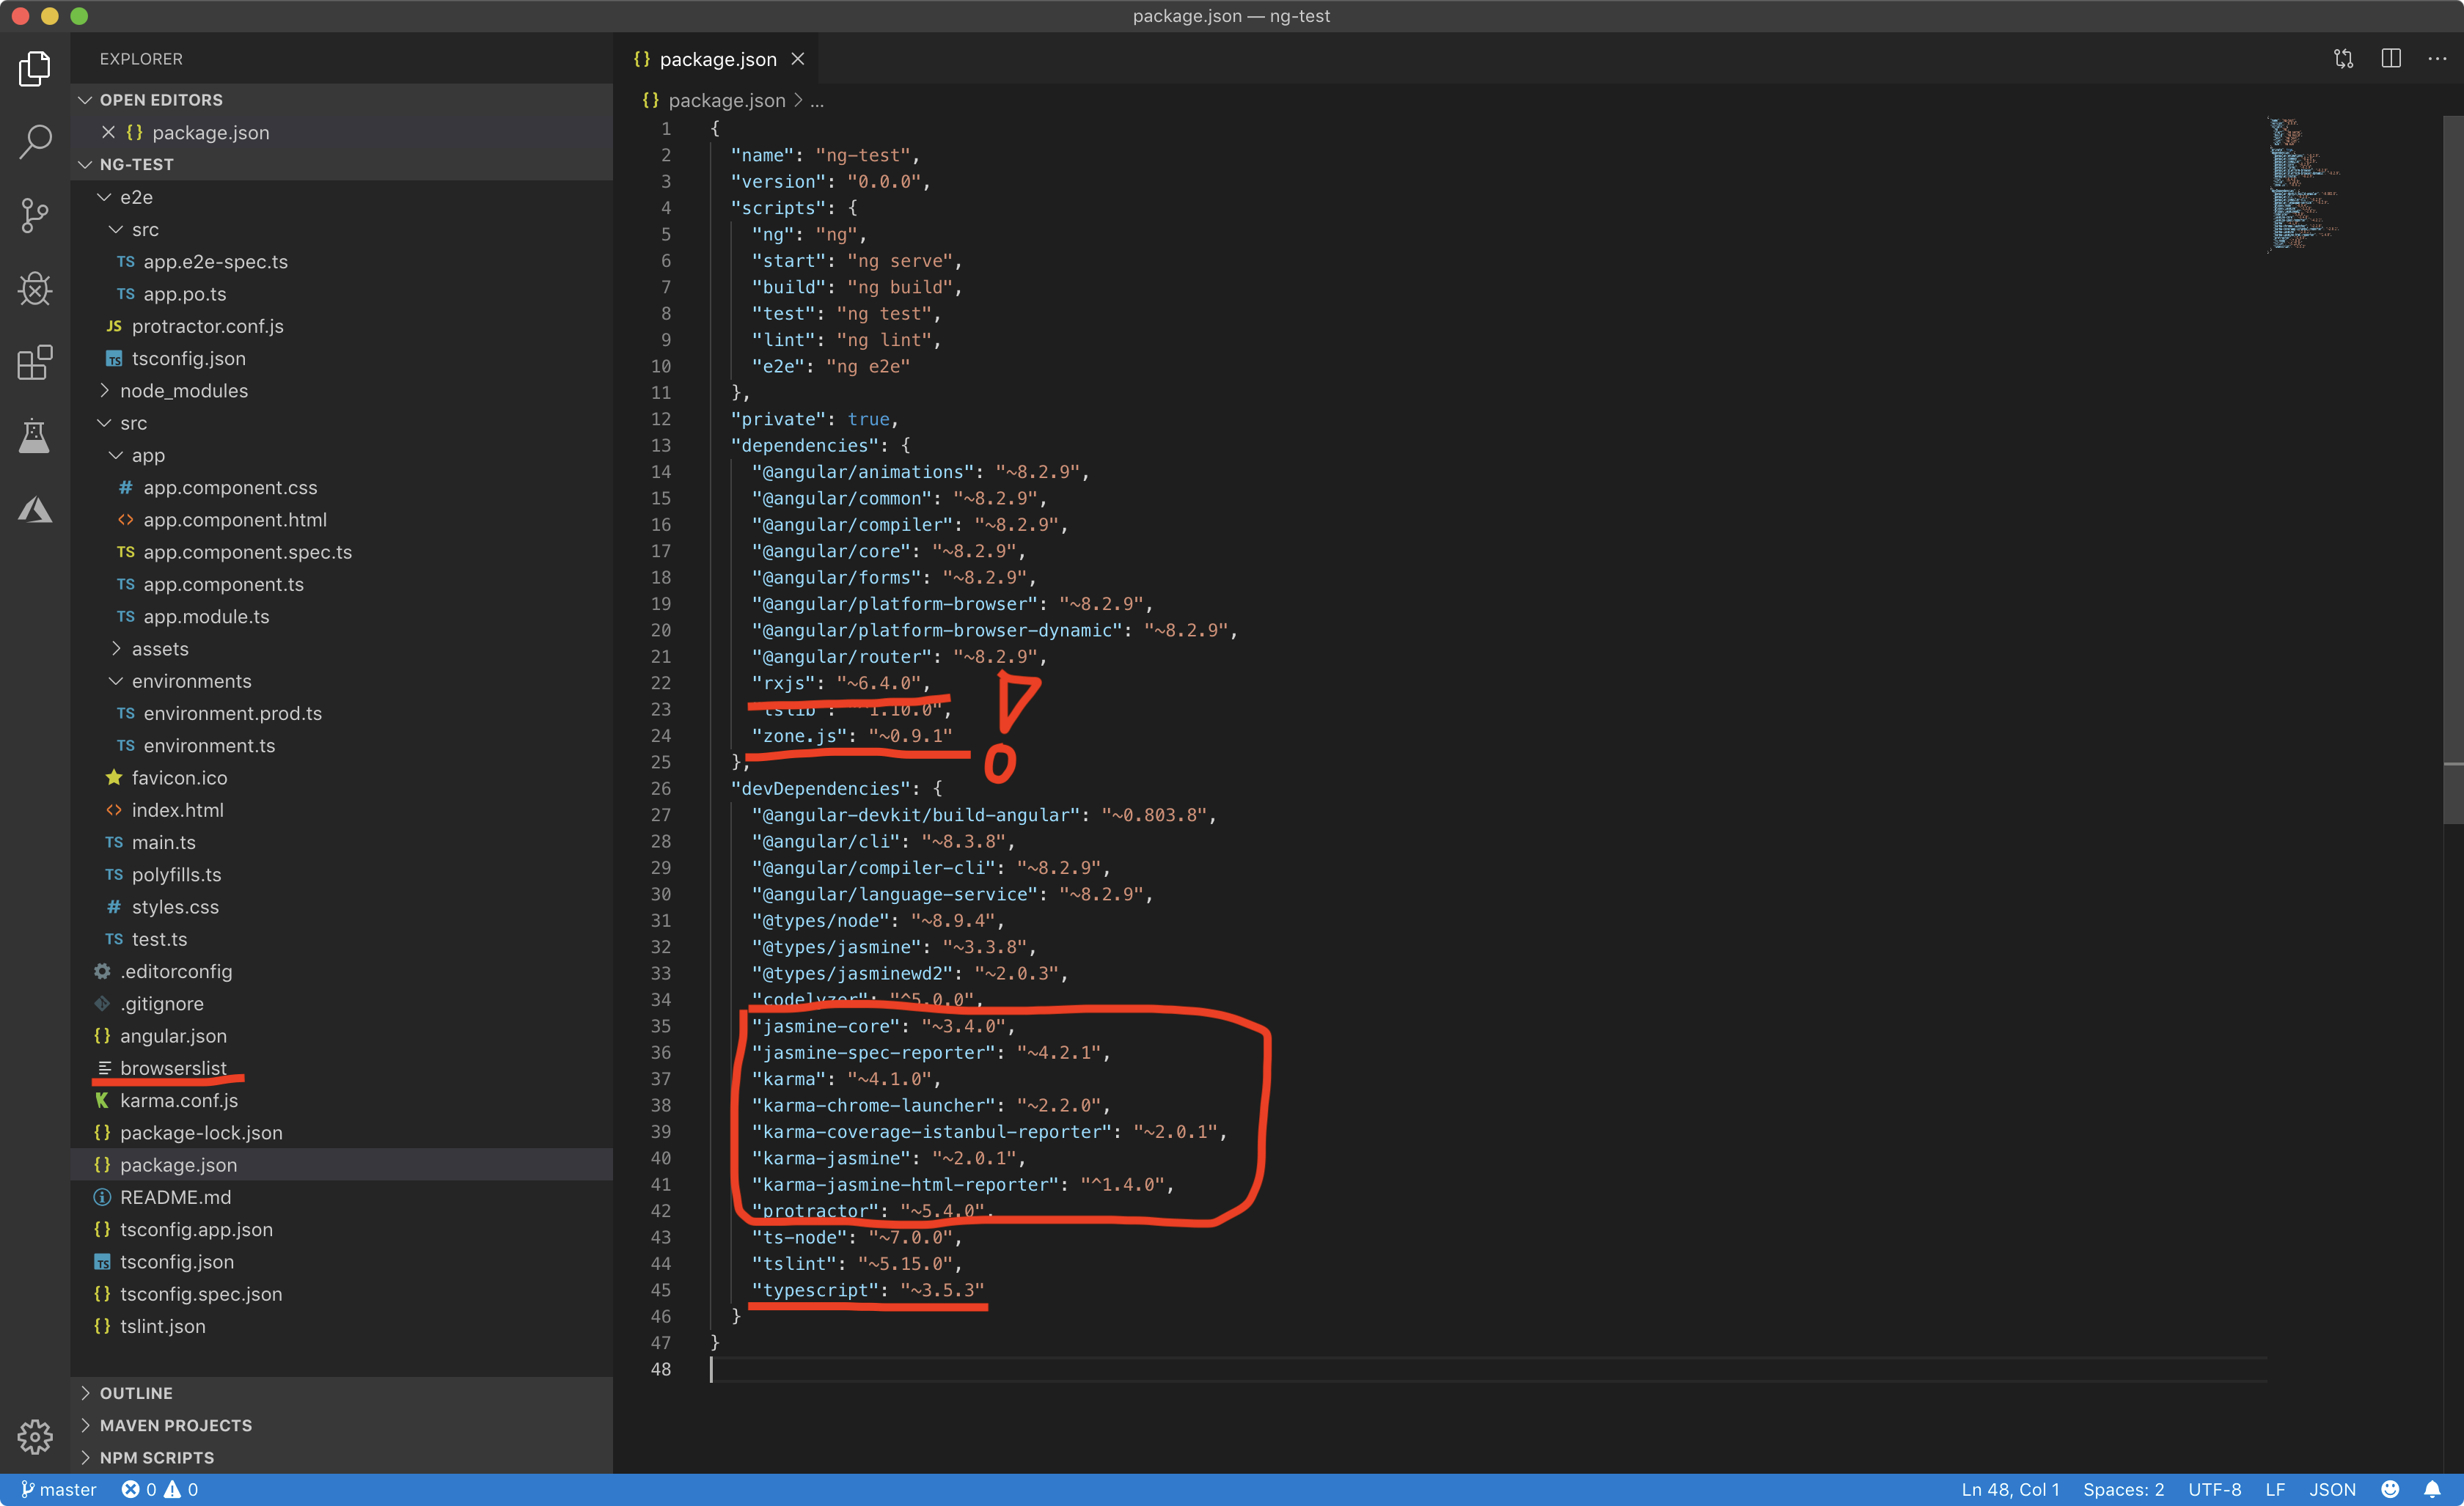 package.json — ng-test
EXPLORER
OPEN EDITORS
package.json
NG-TEST
e2e
src
TS app.e2e-spec.ts
TS app.po.ts
JS protractor.conf.js
TS tsconfig.json
node_modules
src
app
# app.component.css
<> app.component.html
TS app.component.spec.ts
TS app.component.ts
TS app.module.ts
assets
environments
TS environment.prod.ts
TS environment.ts
favicon.ico
<> index.html
TS main.ts
TS polyfills.ts
# styles.css
TS test.ts
.editorconfig
.gitignore
{} angular.json
browserslist
karma.conf.js
{} package-lock.json
{} package.json
README.md
{} tsconfig.app.json
TS tsconfig.json
{} tsconfig.spec.json
{} tslint.json
OUTLINE
MAVEN PROJECTS
NPM SCRIPTS
{} package.json
{} package.json > ...
1 {
2 "name": "ng-test",
3 "version": "0.0.0",
4 "scripts": {
5 "ng": "ng",
6 "start": "ng serve",
7 "build": "ng build",
8 "test": "ng test",
9 "lint": "ng lint",
10 "e2e": "ng e2e"
11 },
12 "private": true,
13 "dependencies": {
14 "@angular/animations": "~8.2.9",
15 "@angular/common": "~8.2.9",
16 "@angular/compiler": "~8.2.9",
17 "@angular/core": "~8.2.9",
18 "@angular/forms": "~8.2.9",
19 "@angular/platform-browser": "~8.2.9",
20 "@angular/platform-browser-dynamic": "~8.2.9",
21 "@angular/router": "~8.2.9",
22 "rxjs": "~6.4.0",
23 "tslib": "^1.10.0",
24 "zone.js": "~0.9.1"
25 },
26 "devDependencies": {
27 "@angular-devkit/build-angular": "~0.803.8",
28 "@angular/cli": "~8.3.8",
29 "@angular/compiler-cli": "~8.2.9",
30 "@angular/language-service": "~8.2.9",
31 "@types/node": "~8.9.4",
32 "@types/jasmine": "~3.3.8",
33 "@types/jasminewd2": "~2.0.3",
34 "codelyzer": "^5.0.0",
35 "jasmine-core": "~3.4.0",
36 "jasmine-spec-reporter": "~4.2.1",
37 "karma": "~4.1.0",
38 "karma-chrome-launcher": "~2.2.0",
39 "karma-coverage-istanbul-reporter": "~2.0.1",
40 "karma-jasmine": "~2.0.1",
41 "karma-jasmine-html-reporter": "^1.4.0",
42 "protractor": "~5.4.0",
43 "ts-node": "~7.0.0",
44 "tslint": "~5.15.0",
45 "typescript": "~3.5.3"
46 }
47 }
48
master 0 0
Ln 48, Col 1 Spaces: 2 UTF-8 LF JSON